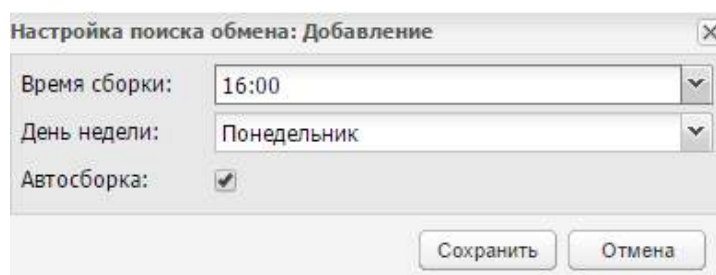 Настройка поиска обмена: Добавление
Время сборки: 16:00
День недели: Понедельник
Автосборка:
Сохранить Отмена